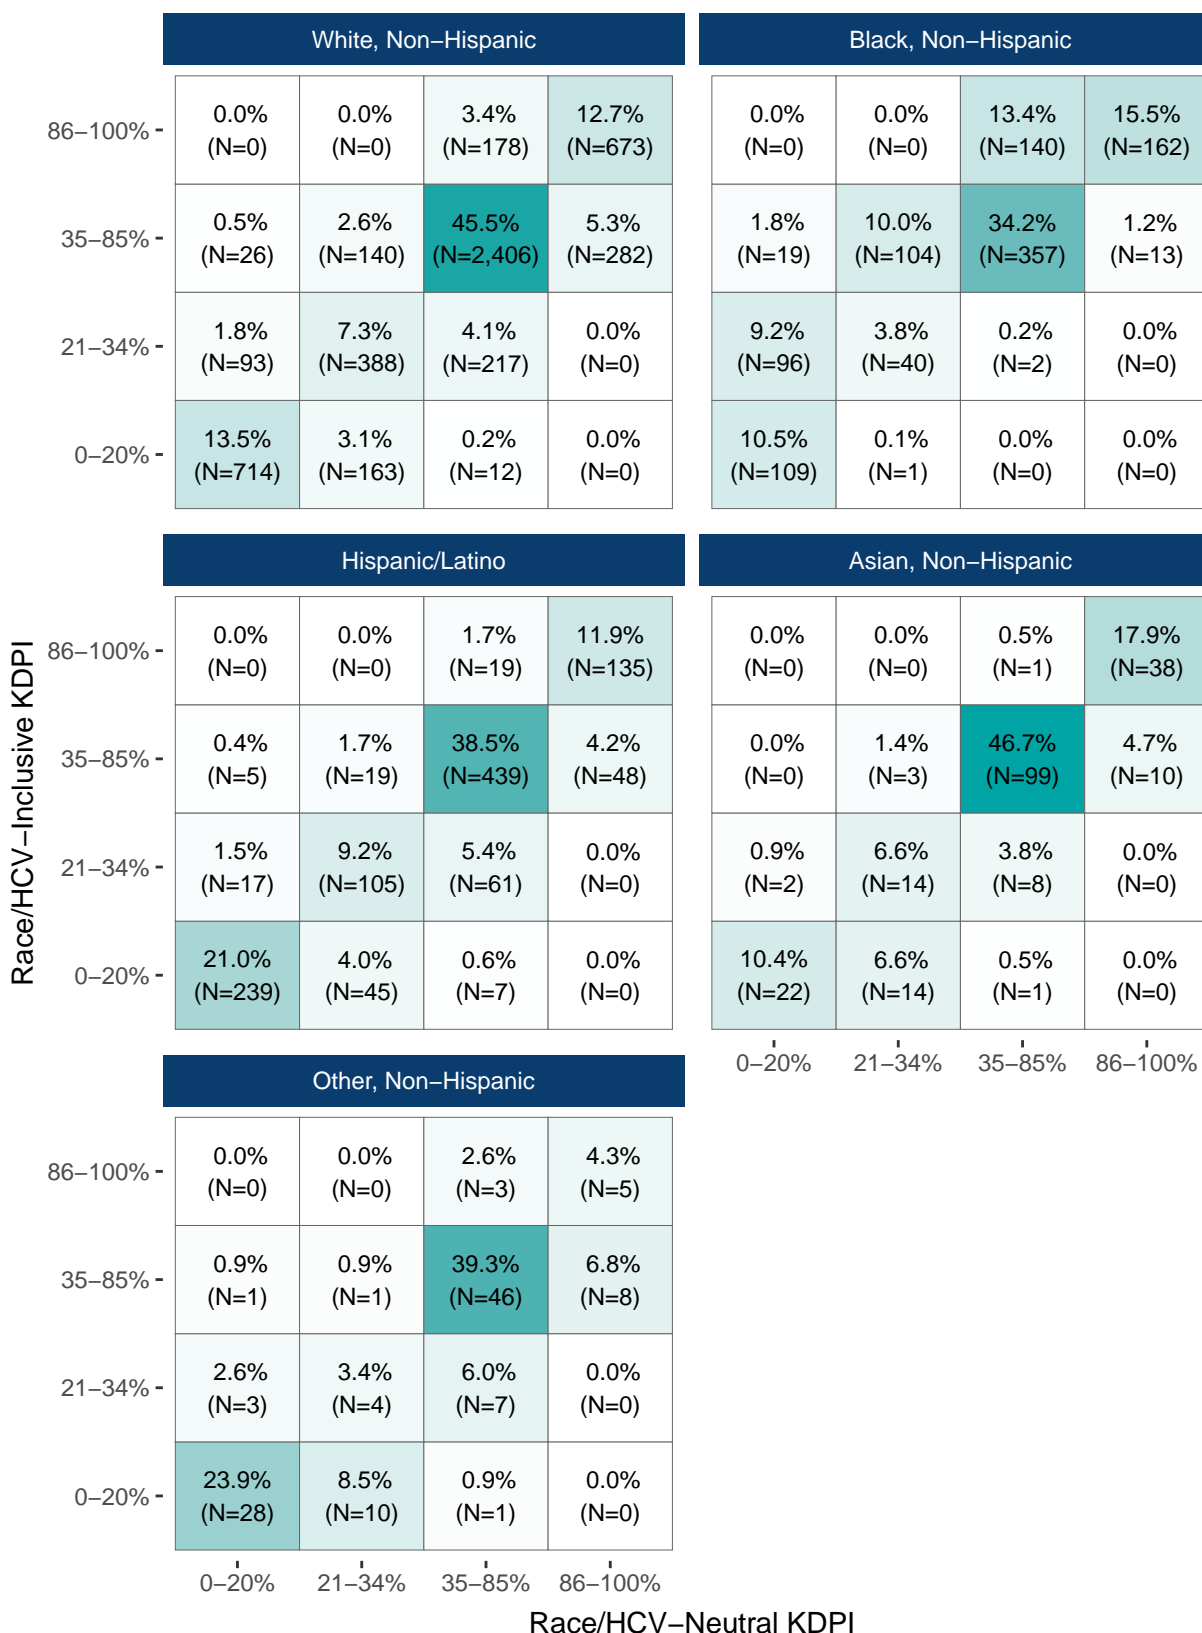 White, Non−Hispanic
Black, Non−Hispanic
86−100%
0.0% 0.0% 3.4% 12.7%
(N=0) (N=0) (N=178) (N=673)
0.0% 0.0% 13.4% 15.5%
(N=0) (N=0) (N=140) (N=162)
35−85%
0.5% 2.6% 45.5% 5.3%
(N=26) (N=140) (N=2,406) (N=282)
1.8% 10.0% 34.2% 1.2%
(N=19) (N=104) (N=357) (N=13)
21−34%
1.8% 7.3% 4.1% 0.0%
(N=93) (N=388) (N=217) (N=0)
9.2% 3.8% 0.2% 0.0%
(N=96) (N=40) (N=2) (N=0)
0−20%
13.5% 3.1% 0.2% 0.0%
(N=714) (N=163) (N=12) (N=0)
10.5% 0.1% 0.0% 0.0%
(N=109) (N=1) (N=0) (N=0)
Hispanic/Latino
Asian, Non−Hispanic
Race/HCV−Inclusive KDPI
86−100%
0.0% 0.0% 1.7% 11.9%
(N=0) (N=0) (N=19) (N=135)
0.0% 0.0% 0.5% 17.9%
(N=0) (N=0) (N=1) (N=38)
35−85%
0.4% 1.7% 38.5% 4.2%
(N=5) (N=19) (N=439) (N=48)
0.0% 1.4% 46.7% 4.7%
(N=0) (N=3) (N=99) (N=10)
21−34%
1.5% 9.2% 5.4% 0.0%
(N=17) (N=105) (N=61) (N=0)
0.9% 6.6% 3.8% 0.0%
(N=2) (N=14) (N=8) (N=0)
0−20%
21.0% 4.0% 0.6% 0.0%
(N=239) (N=45) (N=7) (N=0)
10.4% 6.6% 0.5% 0.0%
(N=22) (N=14) (N=1) (N=0)
0−20% 21−34% 35−85% 86−100%
Other, Non−Hispanic
86−100%
0.0% 0.0% 2.6% 4.3%
(N=0) (N=0) (N=3) (N=5)
35−85%
0.9% 0.9% 39.3% 6.8%
(N=1) (N=1) (N=46) (N=8)
21−34%
2.6% 3.4% 6.0% 0.0%
(N=3) (N=4) (N=7) (N=0)
0−20%
23.9% 8.5% 0.9% 0.0%
(N=28) (N=10) (N=1) (N=0)
0−20% 21−34% 35−85% 86−100%
Race/HCV−Neutral KDPI